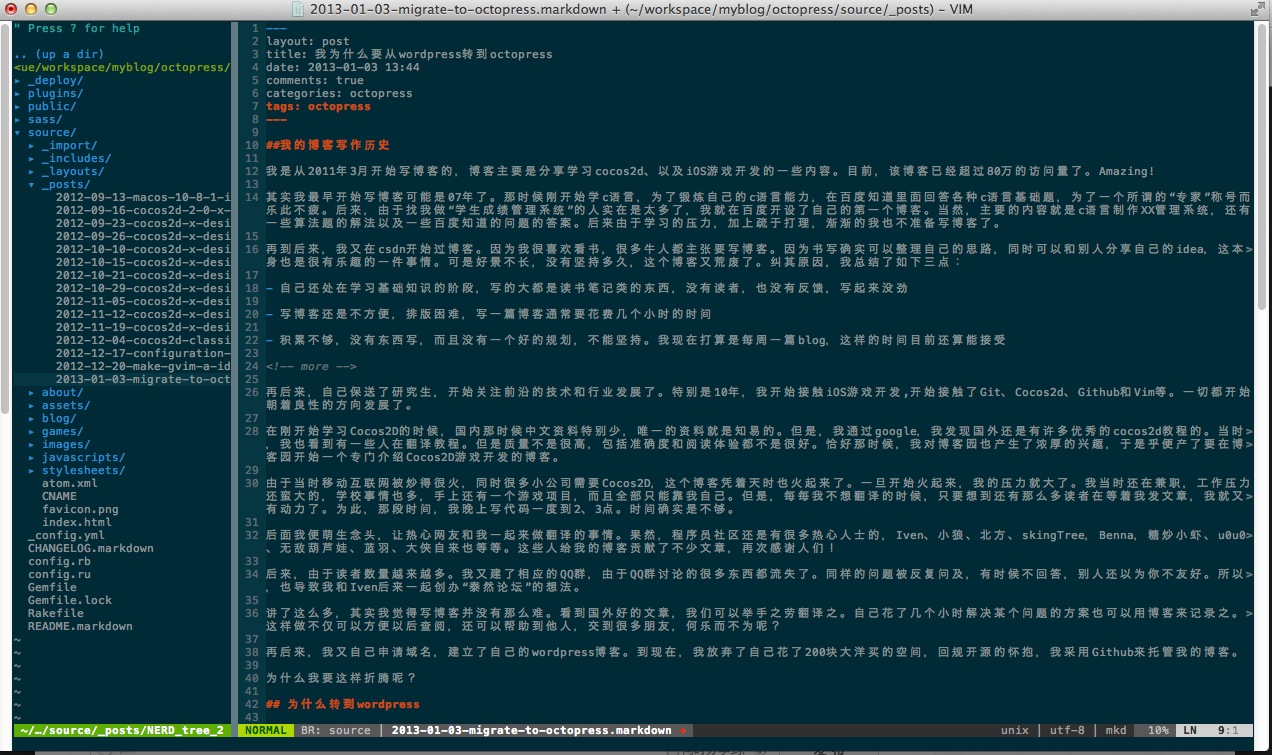 2013-01-03-migrate-to-octopress.markdown + (~/workspace/myblog/octopress/source/_posts) – VIM
" Press ? for help
.. (up a dir)
<ue/workspace/myblog/octopress/
▸ _deploy/
▸ plugins/
▸ public/
▸ sass/
▾ source/
▸ _import/
▸ _includes/
▸ _layouts/
▾ _posts/
2012-09-13-macos-10-8-1-i
2012-09-16-cocos2d-2-0-x-
2012-09-23-cocos2d-x-desi
2012-09-26-cocos2d-x-desi
2012-10-10-cocos2d-x-desi
2012-10-15-cocos2d-x-desi
2012-10-21-cocos2d-x-desi
2012-10-29-cocos2d-x-desi
2012-11-05-cocos2d-x-desi
2012-11-12-cocos2d-x-desi
2012-11-19-cocos2d-x-desi
2012-12-04-cocos2d-classi
2012-12-17-configuration-
2012-12-20-make-gvim-a-id
2013-01-03-migrate-to-oct
▸ about/
▸ assets/
▸ blog/
▸ games/
▸ images/
▸ javascripts/
▸ stylesheets/
atom.xml
CNAME
favicon.png
index.html
_config.yml
CHANGELOG.markdown
config.rb
config.ru
Gemfile
Gemfile.lock
Rakefile
README.markdown
~
~
~
~
~
~
~
~/…/source/_posts/NERD_tree_2
1 ---
2 layout: post
3 title: 我为什么要从wordpress转到octopress
4 date: 2013-01-03 13:44
5 comments: true
6 categories: octopress
7 tags: octopress
8 ---
9
10 ##我的博客写作历史
11
12 我是从2011年3月开始写博客的，博客主要是分享学习cocos2d、以及iOS游戏开发的一些内容。目前，该博客已经超过80万的访问量了。Amazing!
13
14 其实我最早开始写博客可能是07年了。那时候刚开始学c语言，为了锻炼自己的c语言能力，在百度知道里面回答各种c语言基础题，为了一个所谓的“专家”称号而
乐此不疲。后来，由于找我做“学生成绩管理系统”的人实在是太多了，我就在百度开设了自己的第一个博客。当然，主要的内容就是c语言制作XX管理系统，还有
一些算法题的解法以及一些百度知道的问题的答案。后来由于学习的压力，加上疏于打理，渐渐的我也不准备写博客了。
15
16 再到后来，我又在csdn开始过博客。因为我很喜欢看书，很多牛人都主张要写博客。因为书写确实可以整理自己的思路，同时可以和别人分享自己的idea，这本>
身也是很有乐趣的一件事情。可是好景不长，没有坚持多久，这个博客又荒废了。纠其原因，我总结了如下三点：
17
18 - 自己还处在学习基础知识的阶段，写的大都是读书笔记类的东西，没有读者，也没有反馈，写起来没劲
19
20 - 写博客还是不方便，排版困难，写一篇博客通常要花费几个小时的时间
21
22 - 积累不够，没有东西写，而且没有一个好的规划，不能坚持。我现在打算是每周一篇blog，这样的时间目前还算能接受
23
24 <!-- more -->
25
26 再后来，自己保送了研究生，开始关注前沿的技术和行业发展了。特别是10年，我开始接触iOS游戏开发,开始接触了Git、Cocos2d、Github和Vim等。一切都开始
朝着良性的方向发展了。
27
28 在刚开始学习Cocos2D的时候，国内那时候中文资料特别少，唯一的资料就是知易的。但是，我通过google，我发现国外还是有许多优秀的cocos2d教程的。当时>
，我也看到有一些人在翻译教程。但是质量不是很高，包括准确度和阅读体验都不是很好。恰好那时候，我对博客园也产生了浓厚的兴趣，于是乎便产了要在博>
客园开始一个专门介绍Cocos2D游戏开发的博客。
29
30 由于当时移动互联网被炒得很火，同时很多小公司需要Cocos2D，这个博客凭着天时也火起来了。一旦开始火起来，我的压力就大了。我当时还在兼职，工作压力
还蛮大的，学校事情也多，手上还有一个游戏项目，而且全部只能靠我自己。但是，每每我不想翻译的时候，只要想到还有那么多读者在等着我发文章，我就又>
有动力了。为此，那段时间，我晚上写代码一度到2、3点。时间确实是不够。
31
32 后面我便萌生念头，让热心网友和我一起来做翻译的事情。果然，程序员社区还是有很多热心人士的，Iven、小狼、北方、skingTree，Benna，糖炒小虾、u0u0>
、无敌葫芦娃、蓝羽、大侠自来也等等。这些人给我的博客贡献了不少文章，再次感谢人们！
33
34 后来，由于读者数量越来越多。我又建了相应的QQ群，由于QQ群讨论的很多东西都流失了。同样的问题被反复问及，有时候不回答，别人还以为你不友好。所以>
，也导致我和Iven后来一起创办“泰然论坛”的想法。
35
36 讲了这么多，其实我觉得写博客并没有那么难。看到国外好的文章，我们可以举手之劳翻译之。自己花了几个小时解决某个问题的方案也可以用博客来记录之。>
这样做不仅可以方便以后查阅，还可以帮助到他人，交到很多朋友，何乐而不为呢？
37
38 再后来，我又自己申请域名，建立了自己的wordpress博客。到现在，我放弃了自己花了200块大洋买的空间，回规开源的怀抱，我采用Github来托管我的博客。
39
40 为什么我要这样折腾呢？
41
42 ## 为什么转到wordpress
43
NORMAL BR: source | 2013-01-03-migrate-to-octopress.markdown + unix | utf-8 | mkd 10% LN 9:1